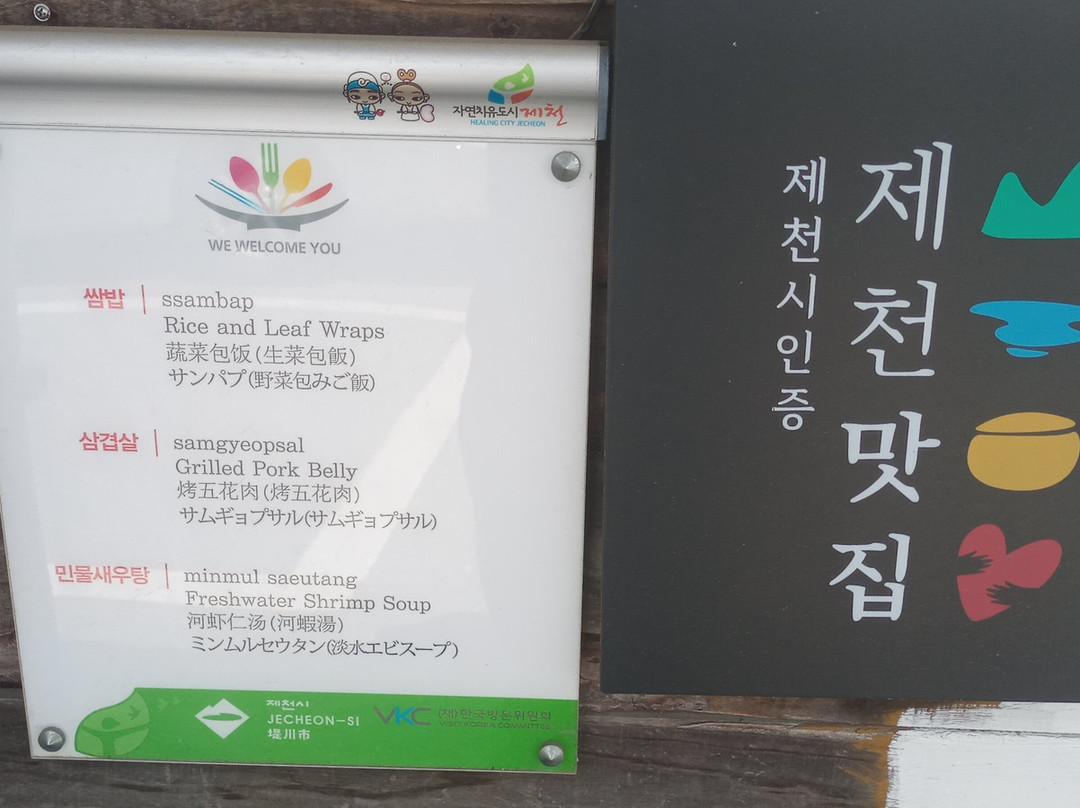 자연치유도시 제천
HEALING CITY JECHEON
WE WELCOME YOU
쌈밥 | ssambap
Rice and Leaf Wraps
蔬菜包饭(生菜包飯)
サンパプ(野菜包みご飯)
삼겹살 | samgyeopsal
Grilled Pork Belly
烤五花肉(烤五花肉)
サムギョプサル(サムギョプサル)
민물새우탕 | minmul saeutang
Freshwater Shrimp Soup
河虾仁汤(河蝦湯)
ミンムルセウタン(淡水エビスープ)
제천시
JECHEON-SI
堤川市
VKC (재)한국방문위원회
VISIT KOREA COMMITTEE
제천맛집
제천시인증